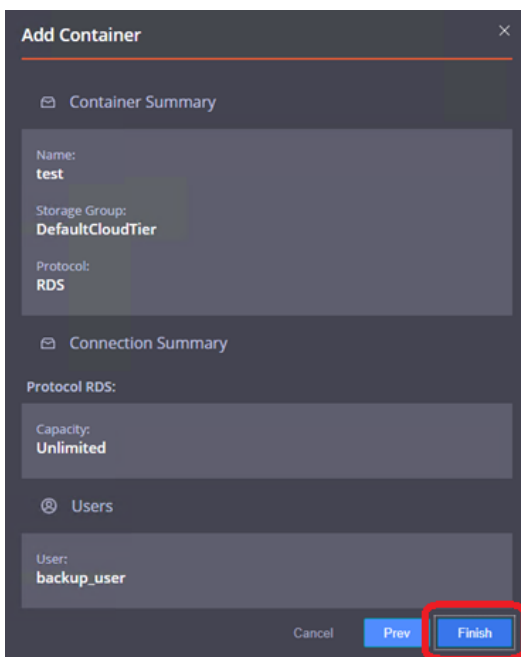 Add Container
Container Summary
Name:
test
Storage Group:
DefaultCloudTier
Protocol:
RDS
Connection Summary
Protocol RDS:
Capacity:
Unlimited
Users
User:
backup_user
Cancel Prev Finish